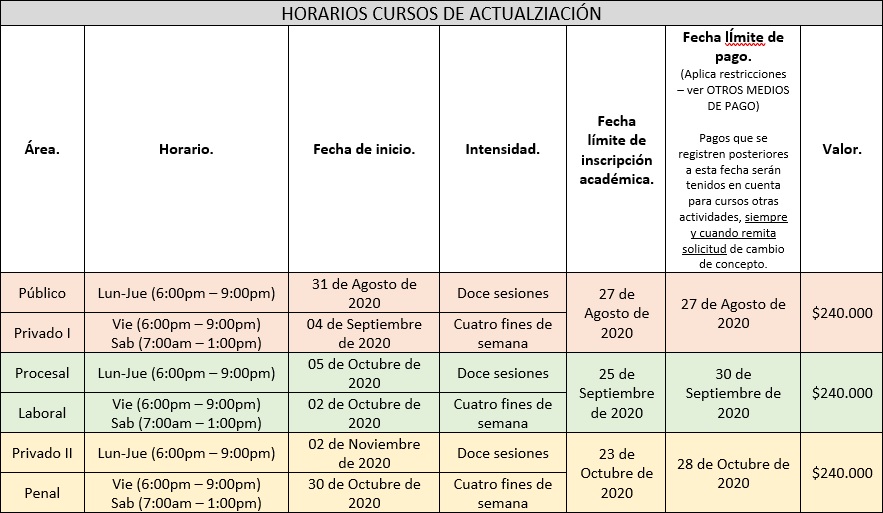 HORARIOS CURSOS DE ACTUALZIACIÓN
Área.
Horario.
Fecha de inicio.
Intensidad.
Fecha
límite de
inscripción
académica.
Fecha lÍmite de
pago.
(Aplica restricciones
– ver OTROS MEDIOS
DE PAGO)
Pagos que se
registren posteriores
a esta fecha serán
tenidos en cuenta
para cursos otras
actividades, siempre
y cuando remita
solicitud de cambio
de concepto.
Valor.
Público
Lun-Jue (6:00pm – 9:00pm)
31 de Agosto de
2020
Doce sesiones
27 de
Agosto de
2020
27 de Agosto de
2020
$240.000
Privado I
Vie (6:00pm – 9:00pm)
Sab (7:00am – 1:00pm)
04 de Septiembre
de 2020
Cuatro fines de
semana
Procesal
Lun-Jue (6:00pm – 9:00pm)
05 de Octubre de
2020
Doce sesiones
25 de
Septiembre
de 2020
30 de
Septiembre de
2020
$240.000
Laboral
Vie (6:00pm – 9:00pm)
Sab (7:00am – 1:00pm)
02 de Octubre de
2020
Cuatro fines de
semana
Privado II
Lun-Jue (6:00pm – 9:00pm)
02 de Noviembre
de 2020
Doce sesiones
23 de
Octubre de
2020
28 de Octubre de
2020
$240.000
Penal
Vie (6:00pm – 9:00pm)
Sab (7:00am – 1:00pm)
30 de Octubre de
2020
Cuatro fines de
semana